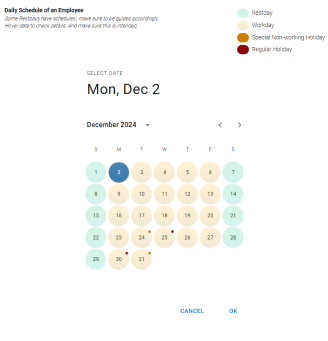 Daily Schedule of an Employee
Some Restdays have schedules, make sure to be guided accordingly.
Hover date to check details. And make sure this is intended.
Restday
Workday
Special Non-working Holiday
Regular Holiday
SELECT DATE
Mon, Dec 2
December 2024
S M T W T F S
1 2 3 4 5 6 7
8 9 10 11 12 13 14
15 16 17 18 19 20 21
22 23 24 25 26 27 28
29 30 31
CANCEL OK